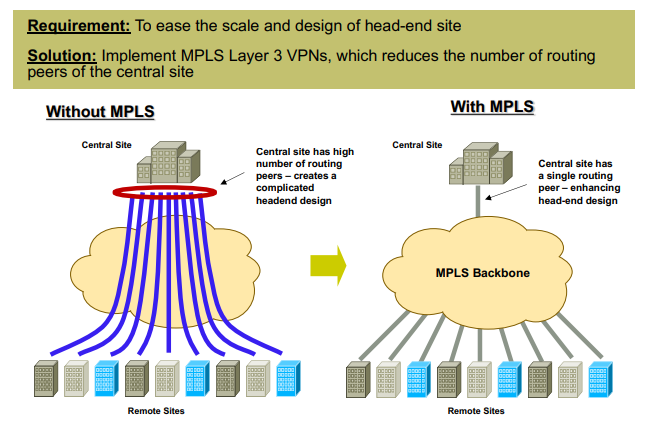 Requirement: To ease the scale and design of head-end site
Solution: Implement MPLS Layer 3 VPNs, which reduces the number of routing
peers of the central site
Without MPLS
Central Site
Central site has high
number of routing
peers – creates a
complicated
headend design
Remote Sites
With MPLS
Central Site
Central site has
a single routing
peer – enhancing
head-end design
MPLS Backbone
Remote Sites